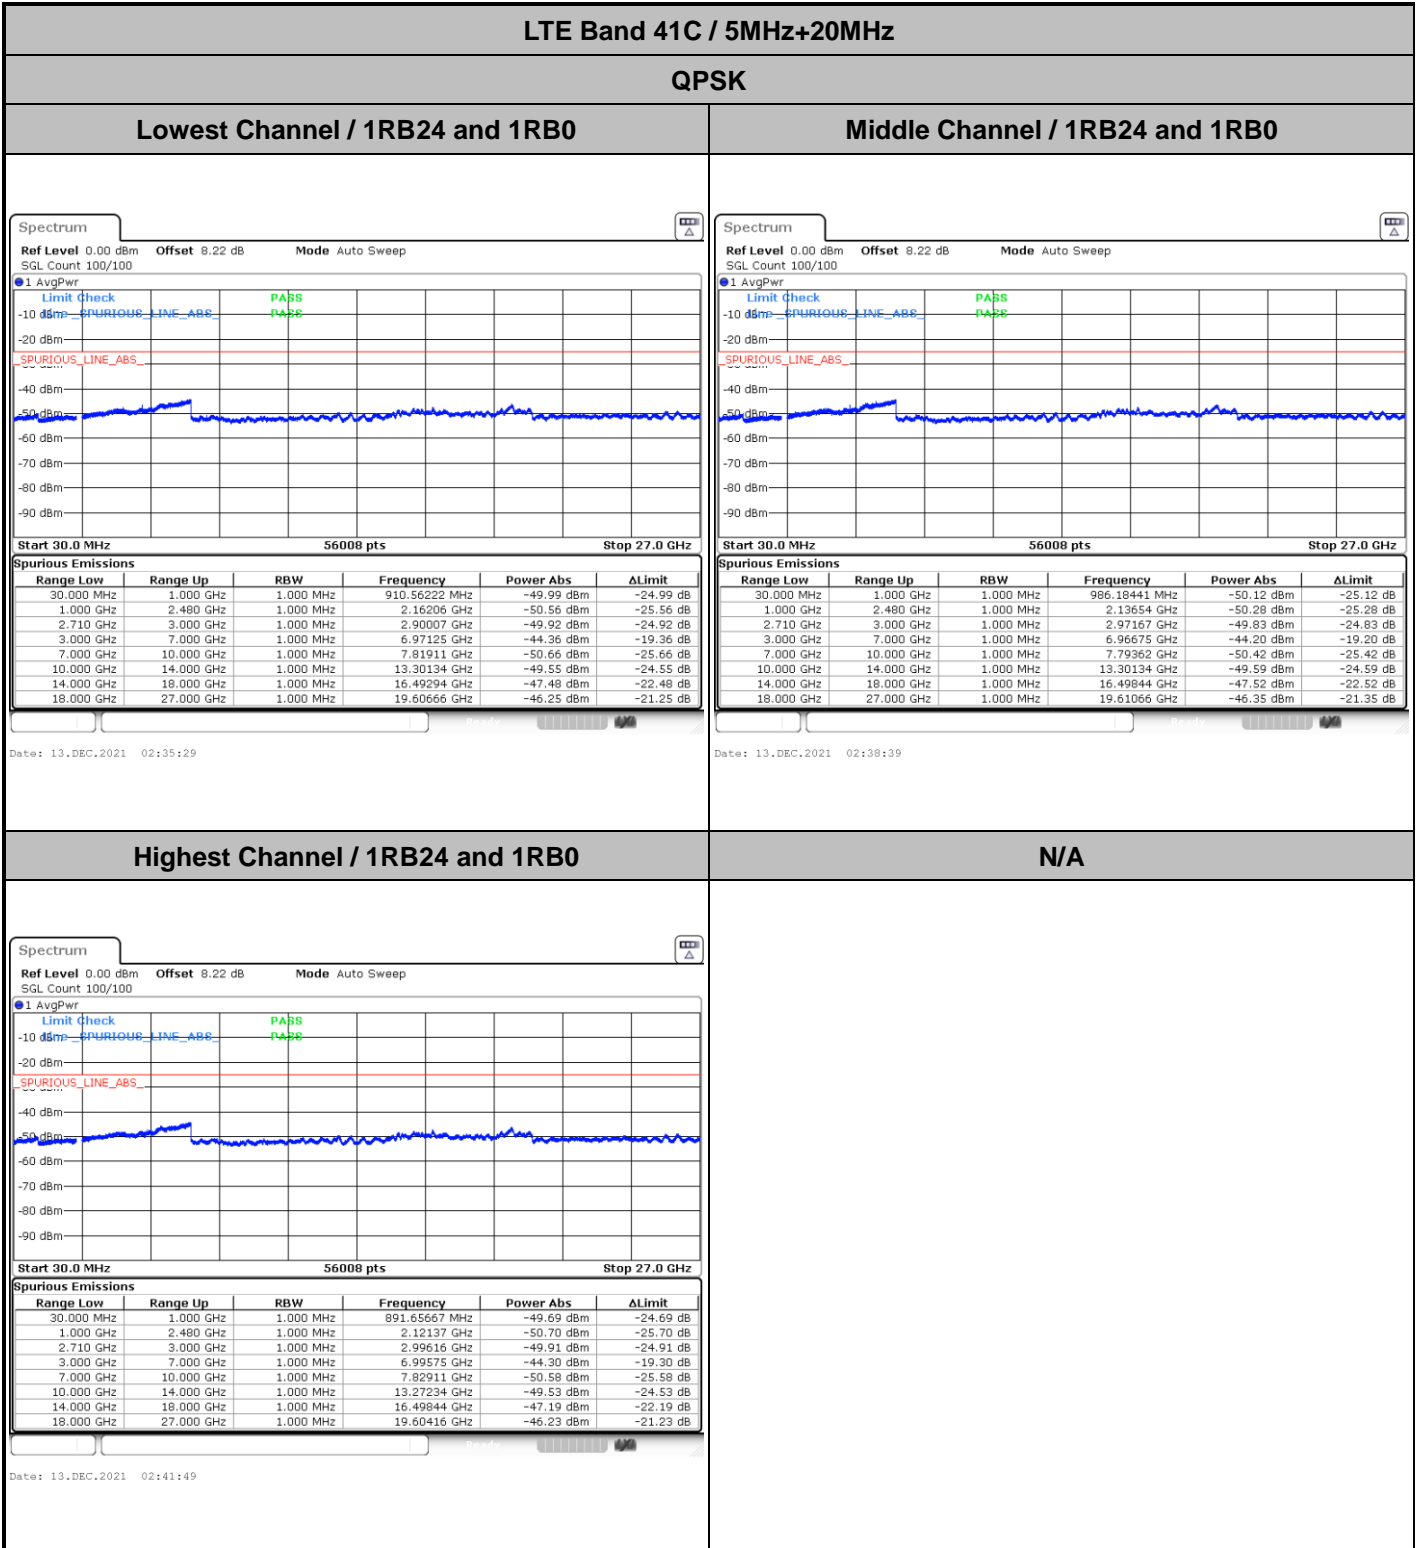 LTE Band 41C / 5MHz+20MHz
QPSK
Lowest Channel / 1RB24 and 1RB0
Spectrum
Ref Level 0.00 dBm Offset 8.22 dB Mode Auto Sweep
SGL Count 100/100
1 AvgPwr
Limit Check PASS
Line _SPURIOUS_LINE_ABS_ PASS
-10 dBm
-20 dBm
_SPURIOUS_LINE_ABS_
-40 dBm
-50 dBm
-60 dBm
-70 dBm
-80 dBm
-90 dBm
Start 30.0 MHz 56008 pts Stop 27.0 GHz
Spurious Emissions
Range Low Range Up RBW Frequency Power Abs ΔLimit
30.000 MHz 1.000 GHz 1.000 MHz 910.56222 MHz -49.99 dBm -24.99 dB
1.000 GHz 2.480 GHz 1.000 MHz 2.16206 GHz -50.56 dBm -25.56 dB
2.710 GHz 3.000 GHz 1.000 MHz 2.90007 GHz -49.92 dBm -24.92 dB
3.000 GHz 7.000 GHz 1.000 MHz 6.97125 GHz -44.36 dBm -19.36 dB
7.000 GHz 10.000 GHz 1.000 MHz 7.81911 GHz -50.66 dBm -25.66 dB
10.000 GHz 14.000 GHz 1.000 MHz 13.30134 GHz -49.55 dBm -24.55 dB
14.000 GHz 18.000 GHz 1.000 MHz 16.49294 GHz -47.48 dBm -22.48 dB
18.000 GHz 27.000 GHz 1.000 MHz 19.60666 GHz -46.25 dBm -21.25 dB
Ready
Date: 13.DEC.2021 02:35:29
Middle Channel / 1RB24 and 1RB0
Spectrum
Ref Level 0.00 dBm Offset 8.22 dB Mode Auto Sweep
SGL Count 100/100
1 AvgPwr
Limit Check PASS
Line _SPURIOUS_LINE_ABS_ PASS
-10 dBm
-20 dBm
_SPURIOUS_LINE_ABS_
-40 dBm
-50 dBm
-60 dBm
-70 dBm
-80 dBm
-90 dBm
Start 30.0 MHz 56008 pts Stop 27.0 GHz
Spurious Emissions
Range Low Range Up RBW Frequency Power Abs ΔLimit
30.000 MHz 1.000 GHz 1.000 MHz 986.18441 MHz -50.12 dBm -25.12 dB
1.000 GHz 2.480 GHz 1.000 MHz 2.13654 GHz -50.28 dBm -25.28 dB
2.710 GHz 3.000 GHz 1.000 MHz 2.97167 GHz -49.83 dBm -24.83 dB
3.000 GHz 7.000 GHz 1.000 MHz 6.96675 GHz -44.20 dBm -19.20 dB
7.000 GHz 10.000 GHz 1.000 MHz 7.79362 GHz -50.42 dBm -25.42 dB
10.000 GHz 14.000 GHz 1.000 MHz 13.30134 GHz -49.59 dBm -24.59 dB
14.000 GHz 18.000 GHz 1.000 MHz 16.49844 GHz -47.52 dBm -22.52 dB
18.000 GHz 27.000 GHz 1.000 MHz 19.61066 GHz -46.35 dBm -21.35 dB
Ready
Date: 13.DEC.2021 02:38:39
Highest Channel / 1RB24 and 1RB0
Spectrum
Ref Level 0.00 dBm Offset 8.22 dB Mode Auto Sweep
SGL Count 100/100
1 AvgPwr
Limit Check PASS
Line _SPURIOUS_LINE_ABS_ PASS
-10 dBm
-20 dBm
_SPURIOUS_LINE_ABS_
-40 dBm
-50 dBm
-60 dBm
-70 dBm
-80 dBm
-90 dBm
Start 30.0 MHz 56008 pts Stop 27.0 GHz
Spurious Emissions
Range Low Range Up RBW Frequency Power Abs ΔLimit
30.000 MHz 1.000 GHz 1.000 MHz 891.65667 MHz -49.69 dBm -24.69 dB
1.000 GHz 2.480 GHz 1.000 MHz 2.12137 GHz -50.70 dBm -25.70 dB
2.710 GHz 3.000 GHz 1.000 MHz 2.99616 GHz -49.91 dBm -24.91 dB
3.000 GHz 7.000 GHz 1.000 MHz 6.99575 GHz -44.30 dBm -19.30 dB
7.000 GHz 10.000 GHz 1.000 MHz 7.82911 GHz -50.58 dBm -25.58 dB
10.000 GHz 14.000 GHz 1.000 MHz 13.27234 GHz -49.53 dBm -24.53 dB
14.000 GHz 18.000 GHz 1.000 MHz 16.49844 GHz -47.19 dBm -22.19 dB
18.000 GHz 27.000 GHz 1.000 MHz 19.60416 GHz -46.23 dBm -21.23 dB
Ready
Date: 13.DEC.2021 02:41:49
N/A